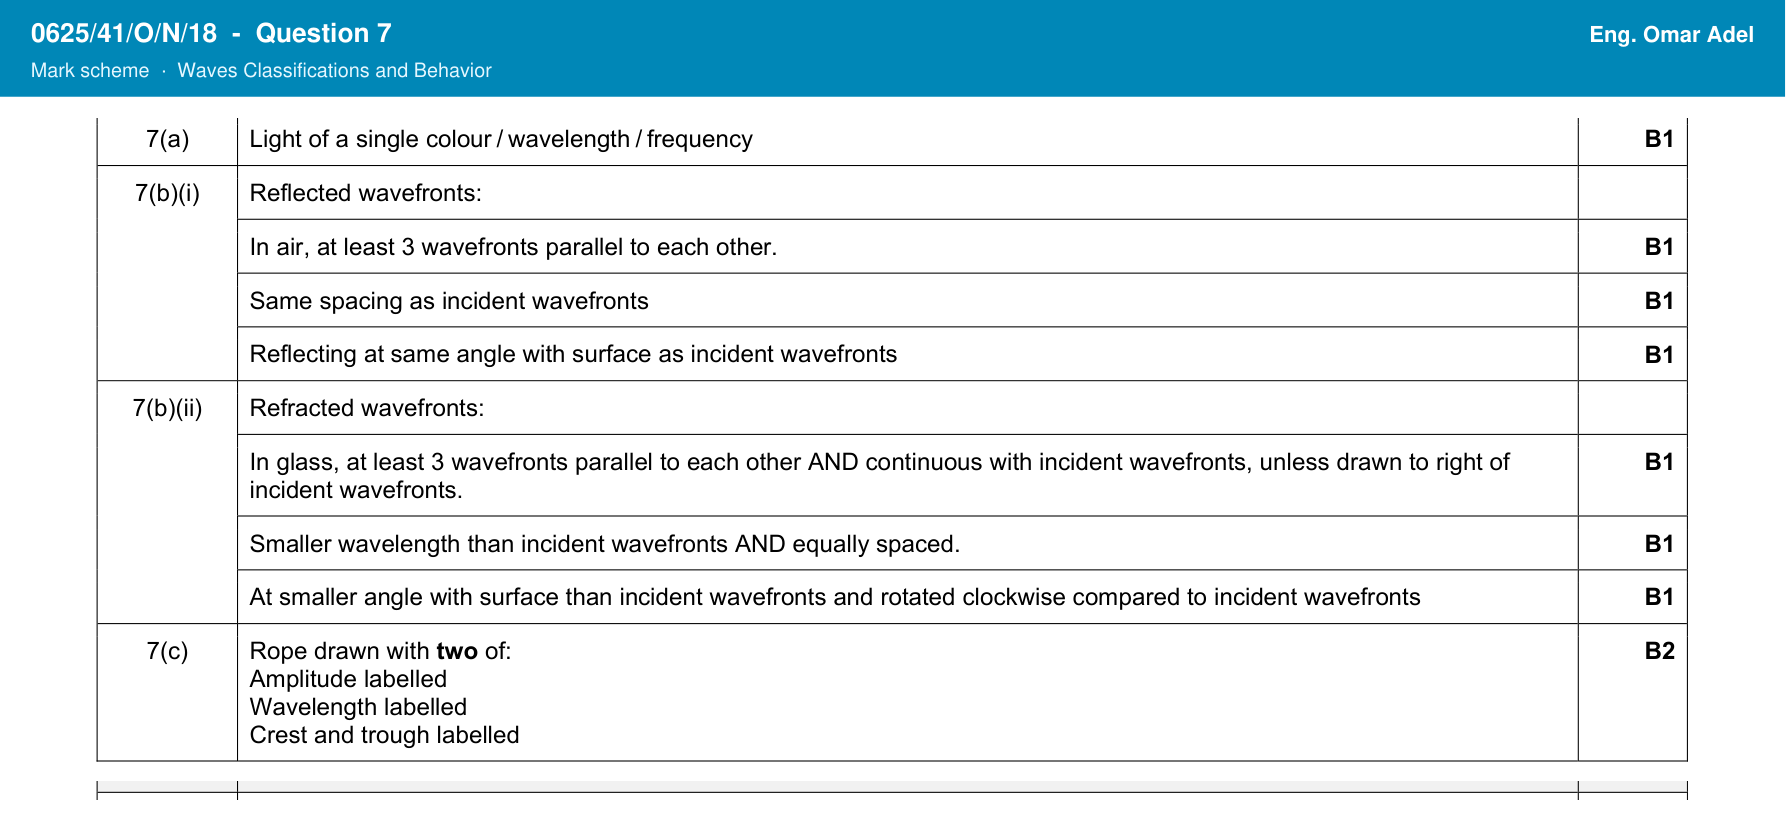 0625/41/O/N/18 - Question 7
Eng. Omar Adel
Mark scheme · Waves Classifications and Behavior
7(a) Light of a single colour / wavelength / frequency B1
7(b)(i) Reflected wavefronts:
In air, at least 3 wavefronts parallel to each other. B1
Same spacing as incident wavefronts B1
Reflecting at same angle with surface as incident wavefronts B1
7(b)(ii) Refracted wavefronts:
In glass, at least 3 wavefronts parallel to each other AND continuous with incident wavefronts, unless drawn to right of B1
incident wavefronts.
Smaller wavelength than incident wavefronts AND equally spaced. B1
At smaller angle with surface than incident wavefronts and rotated clockwise compared to incident wavefronts B1
7(c) Rope drawn with two of: B2
Amplitude labelled
Wavelength labelled
Crest and trough labelled